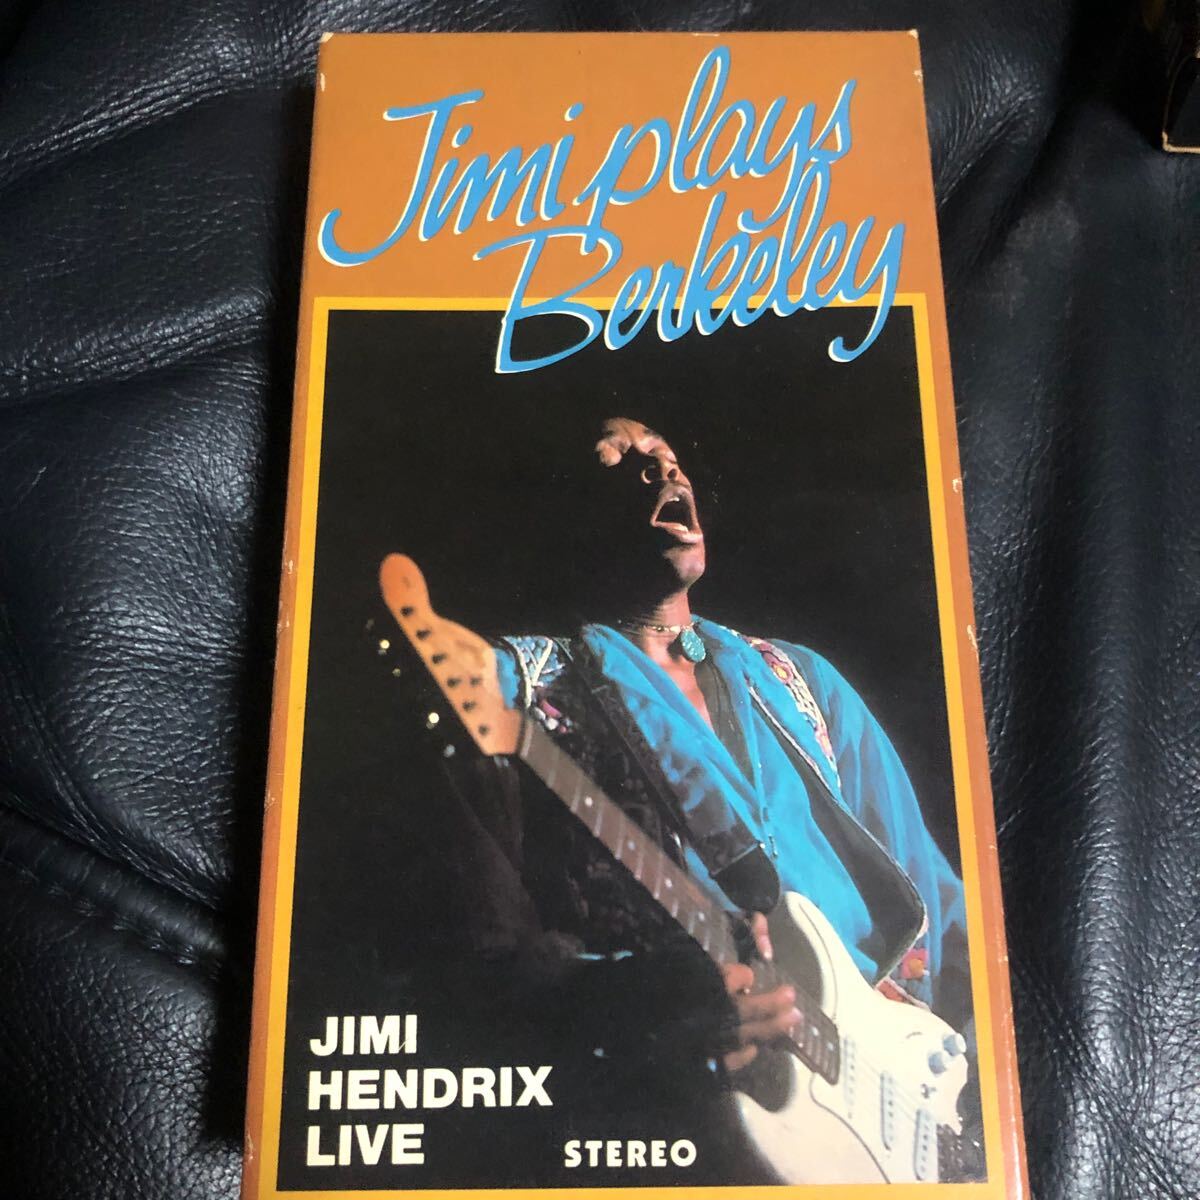 Jimi plays
Berkeley
JIMI
HENDRIX
LIVE
STEREO